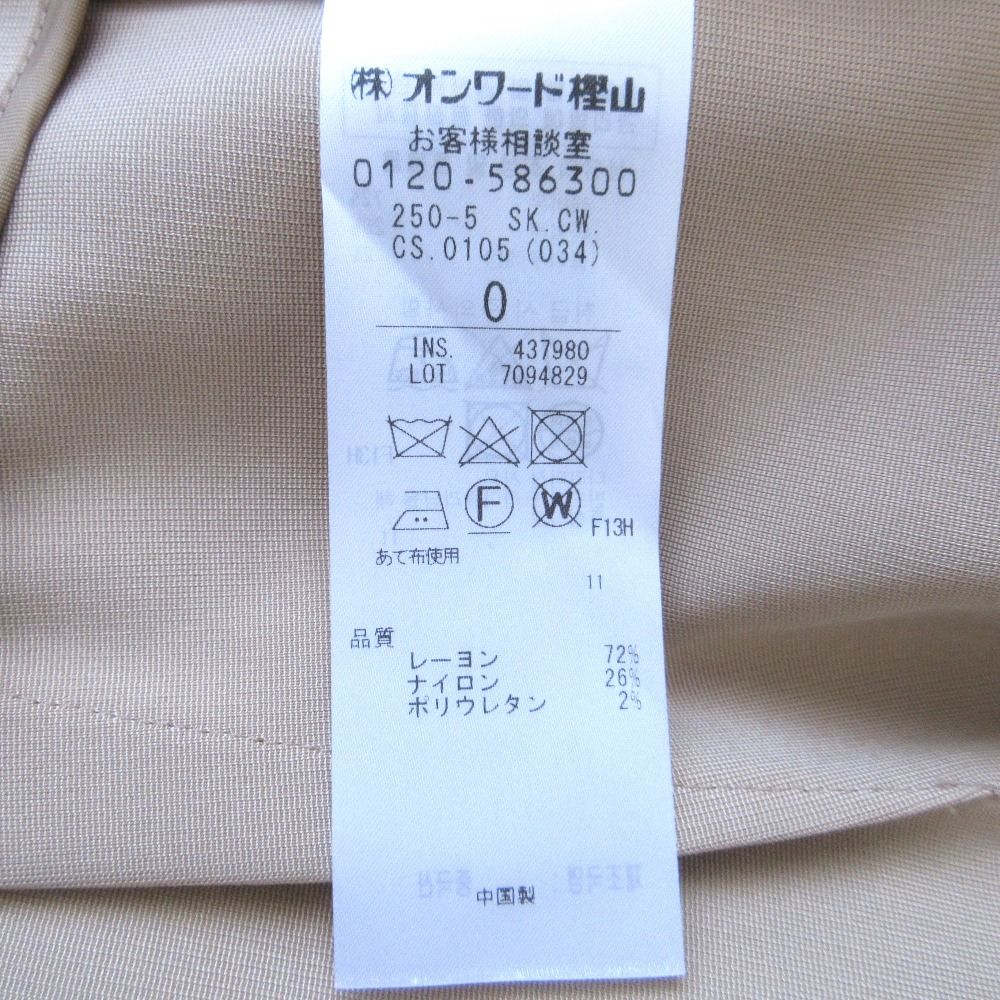 ㈱オンワード樫山
お客様相談室
0120-586300
250-5 SK.CW.
CS.0105(034)
0
INS. 437980
LOT 7094829
F W F13H
あて布使用
11
品質
レーヨン 72%
ナイロン 26%
ポリウレタン 2%
中国製